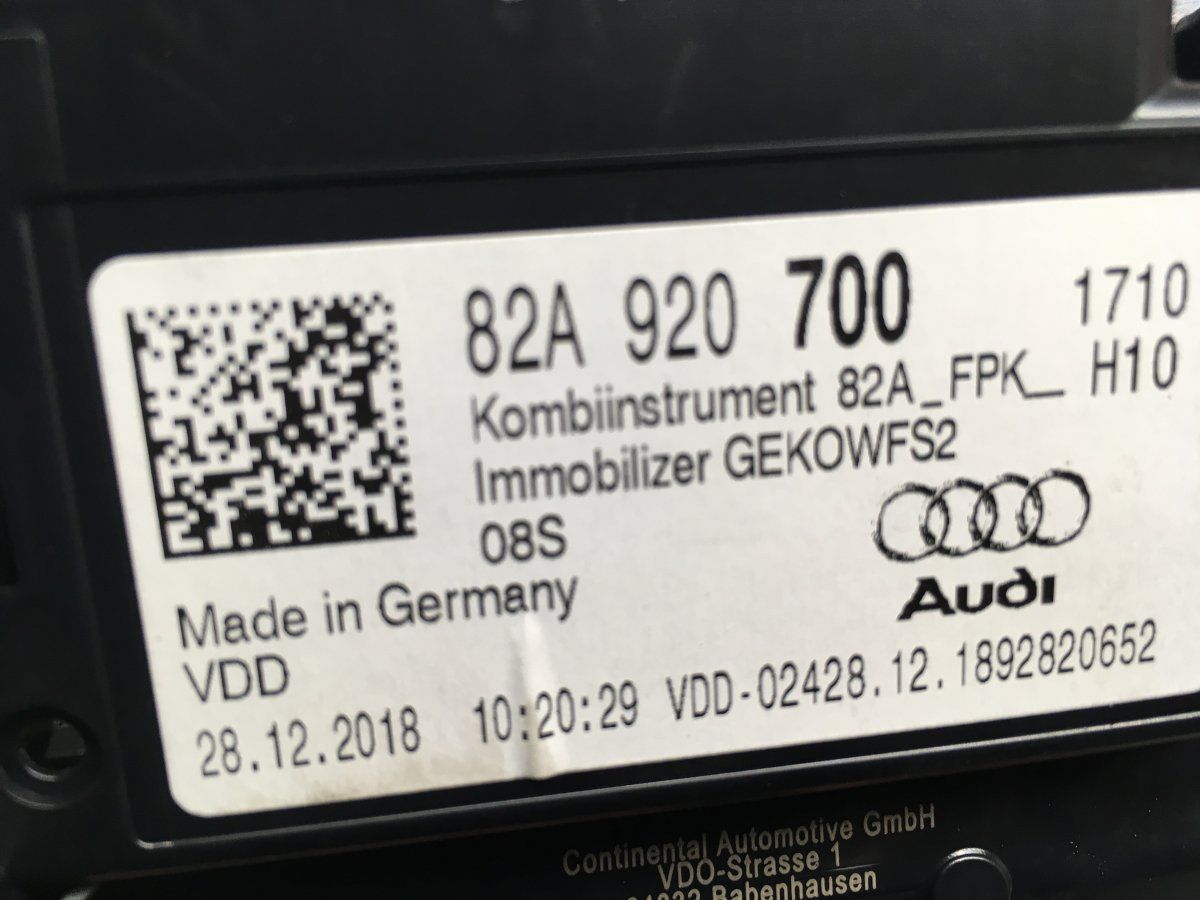 82A 920 700 1710
Kombiinstrument 82A_FPK_ H10
Immobilizer GEKOWFS2
08S
Audi
Made in Germany
VDD
28.12.2018 10:20:29 VDD-02428.12.1892820652
Continental Automotive GmbH
VDO-Strasse 1
Babenhausen